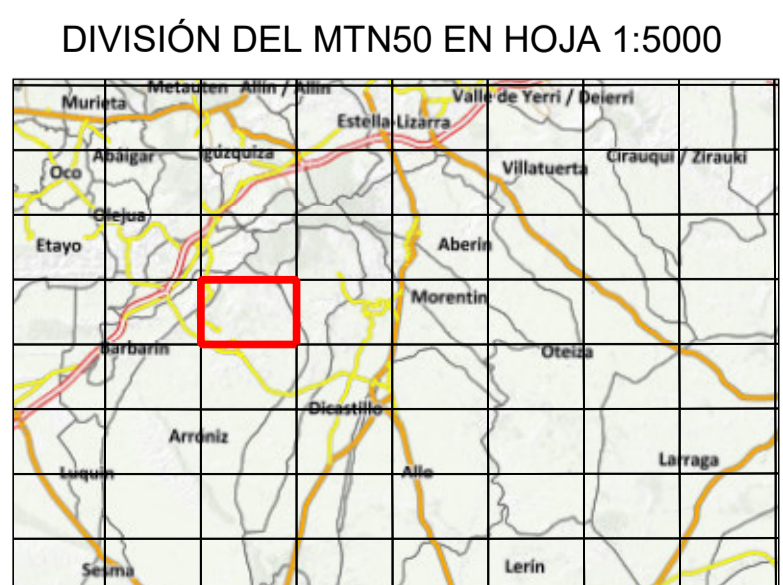 DIVISIÓN DEL MTN50 EN HOJA 1:5000
Metauten
Allín / Allin
Murieta
Valle de Yerri / Deierri
Estella-Lizarra
Abáigar
Igúzquiza
Cirauqui / Zirauki
Oco
Villatuerta
Olejua
Etayo
Aberin
Morentin
Barbarin
Oteiza
Dicastillo
Arróniz
Larraga
Luquin
Allo
Sesma
Lerín